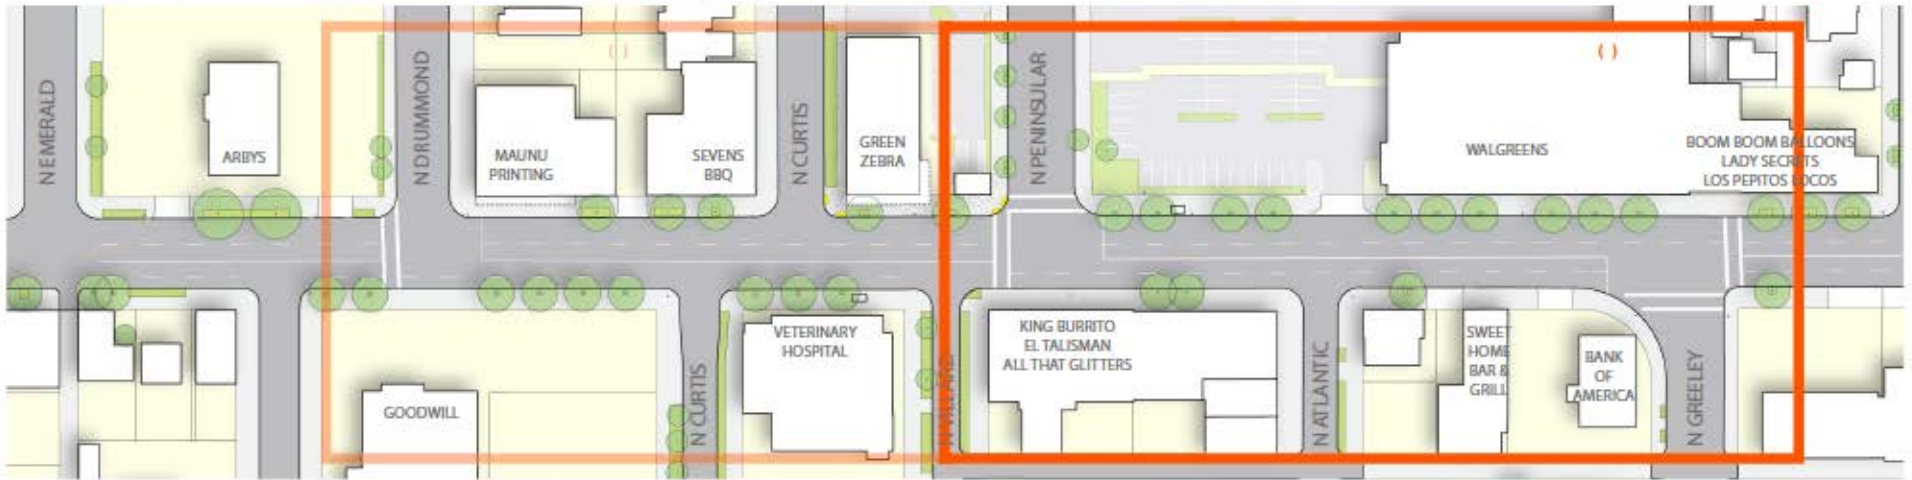 N EMERALD
ARBYS
N DRUMMOND
MAUNU
PRINTING
SEVENS
BBQ
N CURTIS
GREEN
ZEBRA
N PENINSULAR
WALGREENS
BOOM BOOM BALLOONS
LADY SECRETS
LOS PEPITOS LOCOS
GOODWILL
N CURTIS
VETERINARY
HOSPITAL
N WILLARD
KING BURRITO
EL TALISMAN
ALL THAT GLITTERS
N ATLANTIC
SWEET
HOME
BAR &
GRILL
BANK
OF
AMERICA
N GREELEY